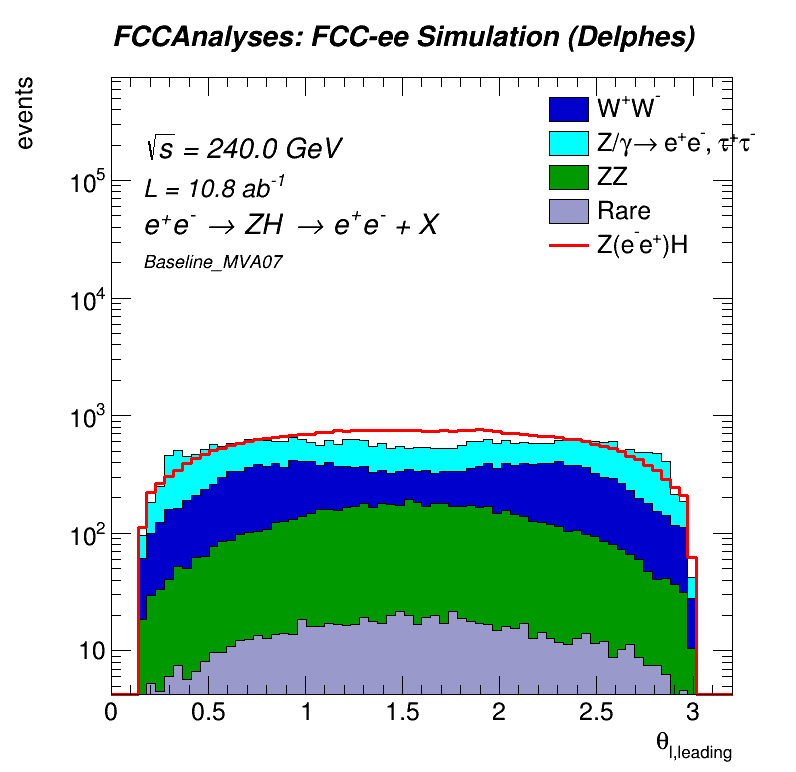 FCCAnalyses: FCC-ee Simulation (Delphes)
events
√s = 240.0 GeV
L = 10.8 ab⁻¹
e⁺e⁻ → ZH → e⁺e⁻ + X
Baseline_MVA07
W⁺W⁻
Z/γ→ e⁺e⁻, τ⁺τ⁻
ZZ
Rare
Z(e⁻e⁺)H
10⁵
10⁴
10³
10²
10
0 0.5 1 1.5 2 2.5 3
θl,leading